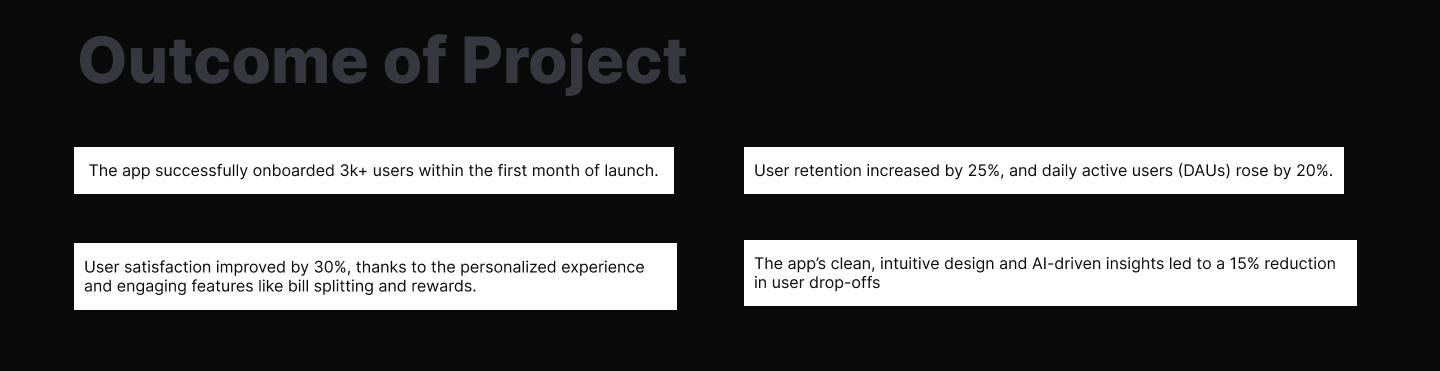 Outcome of Project
The app successfully onboarded 3k+ users within the first month of launch.
User retention increased by 25%, and daily active users (DAUs) rose by 20%.
User satisfaction improved by 30%, thanks to the personalized experience
and engaging features like bill splitting and rewards.
The app’s clean, intuitive design and AI-driven insights led to a 15% reduction
in user drop-offs